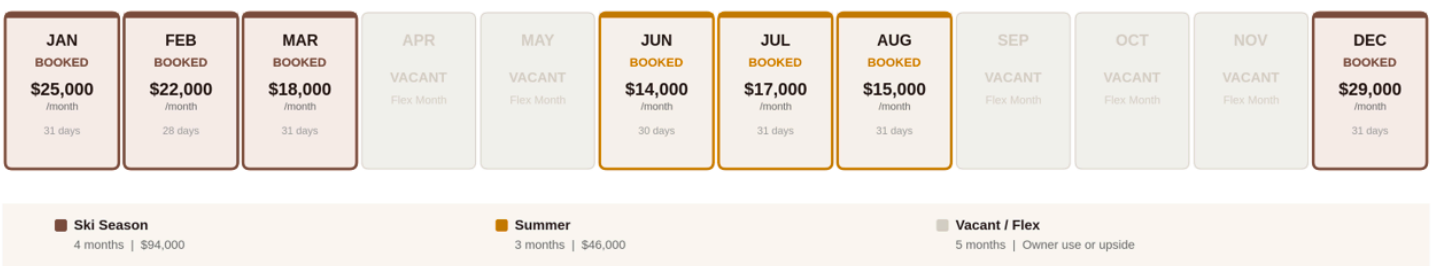 JAN
BOOKED
$25,000
/month
31 days
FEB
BOOKED
$22,000
/month
28 days
MAR
BOOKED
$18,000
/month
31 days
APR
VACANT
Flex Month
MAY
VACANT
Flex Month
JUN
BOOKED
$14,000
/month
30 days
JUL
BOOKED
$17,000
/month
31 days
AUG
BOOKED
$15,000
/month
31 days
SEP
VACANT
Flex Month
OCT
VACANT
Flex Month
NOV
VACANT
Flex Month
DEC
BOOKED
$29,000
/month
31 days
Ski Season
4 months | $94,000
Summer
3 months | $46,000
Vacant / Flex
5 months | Owner use or upside